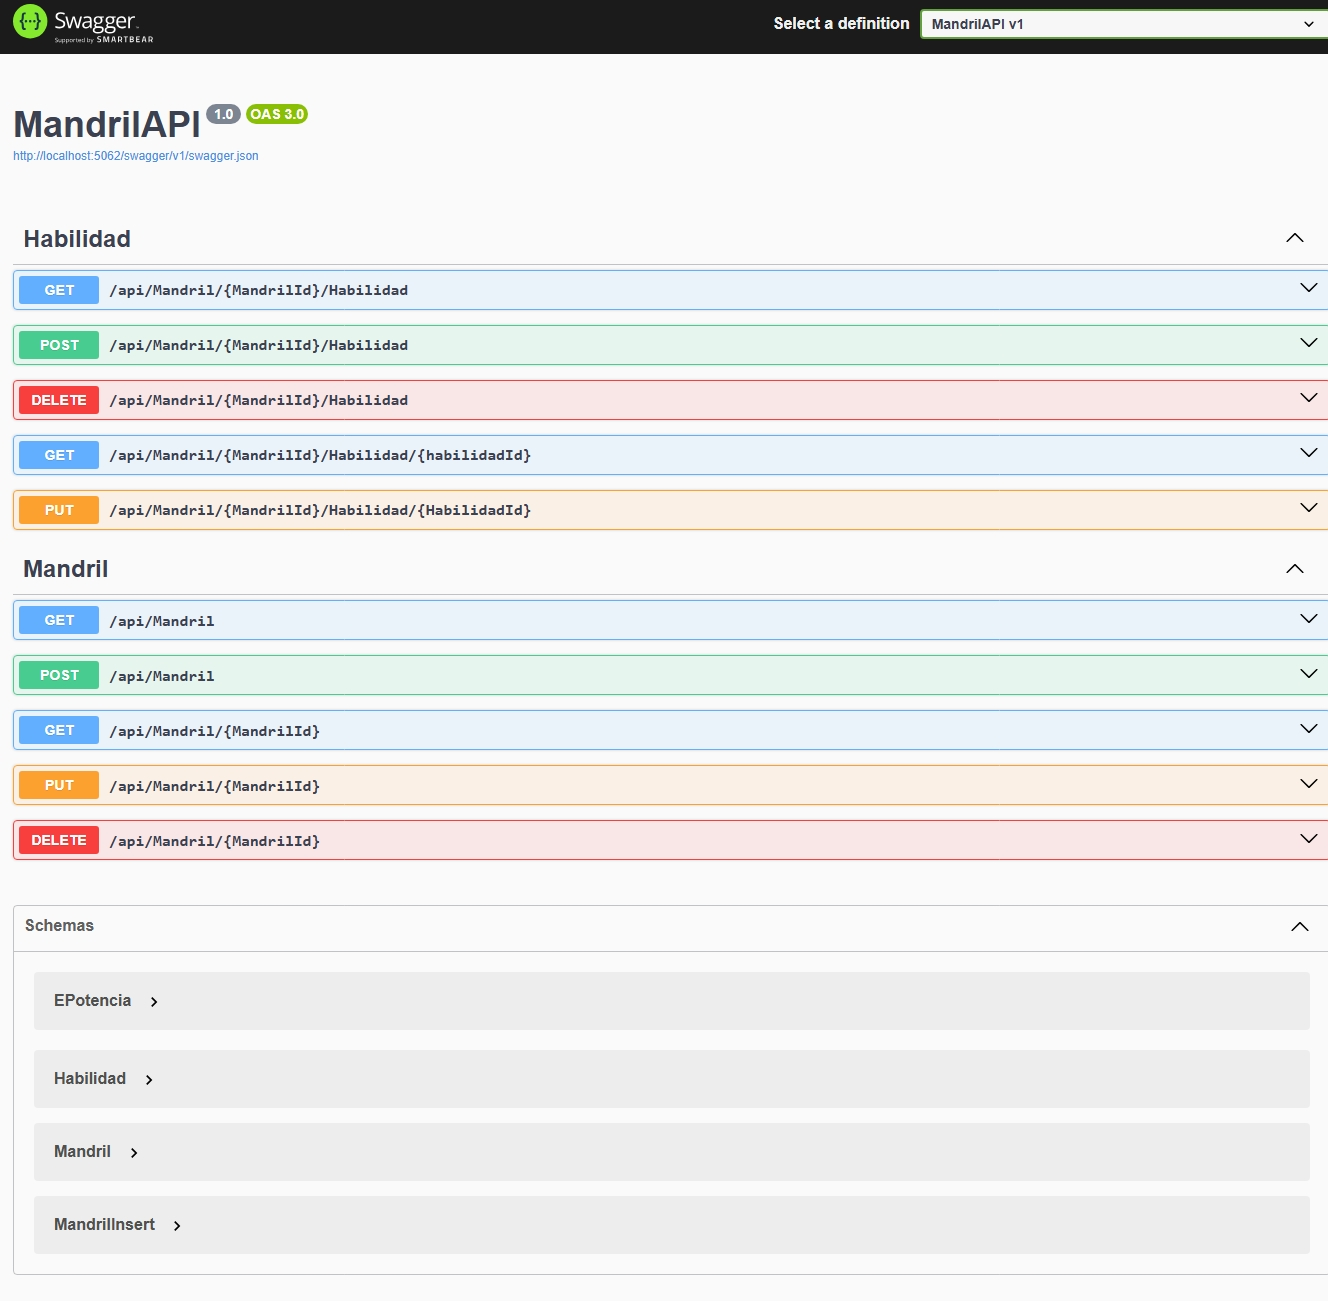 Swagger
Supported by SMARTBEAR
Select a definition
MandrilAPI v1
MandrilAPI 1.0 OAS 3.0
http://localhost:5062/swagger/v1/swagger.json
Habilidad
GET /api/Mandril/{MandrilId}/Habilidad
POST /api/Mandril/{MandrilId}/Habilidad
DELETE /api/Mandril/{MandrilId}/Habilidad
GET /api/Mandril/{MandrilId}/Habilidad/{habilidadId}
PUT /api/Mandril/{MandrilId}/Habilidad/{HabilidadId}
Mandril
GET /api/Mandril
POST /api/Mandril
GET /api/Mandril/{MandrilId}
PUT /api/Mandril/{MandrilId}
DELETE /api/Mandril/{MandrilId}
Schemas
EPotencia
Habilidad
Mandril
MandrilInsert